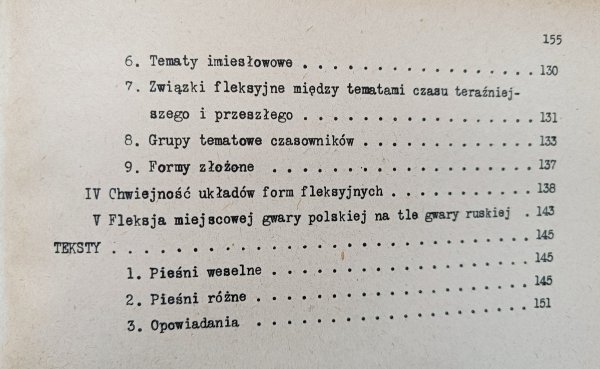 155
6. Tematy imiesłowowe . . . . . . . . . . . . . . . . . 130
7. Związki fleksyjne między tematami czasu teraźniej-
szego i przeszłego . . . . . . . . . . . . . . . . . 131
8. Grupy tematowe czasowników . . . . . . . . . . . . . 133
9. Formy złożone . . . . . . . . . . . . . . . . . . . 137
IV Chwiejność układów form fleksyjnych . . . . . . . . . . 138
V Fleksja miejscowej gwary polskiej na tle gwary ruskiej . 143
TEKSTY . . . . . . . . . . . . . . . . . . . . . . . . . . 145
1. Pieśni weselne . . . . . . . . . . . . . . . . . . . 145
2. Pieśni różne . . . . . . . . . . . . . . . . . . . . 145
3. Opowiadania . . . . . . . . . . . . . . . . . . . . 151